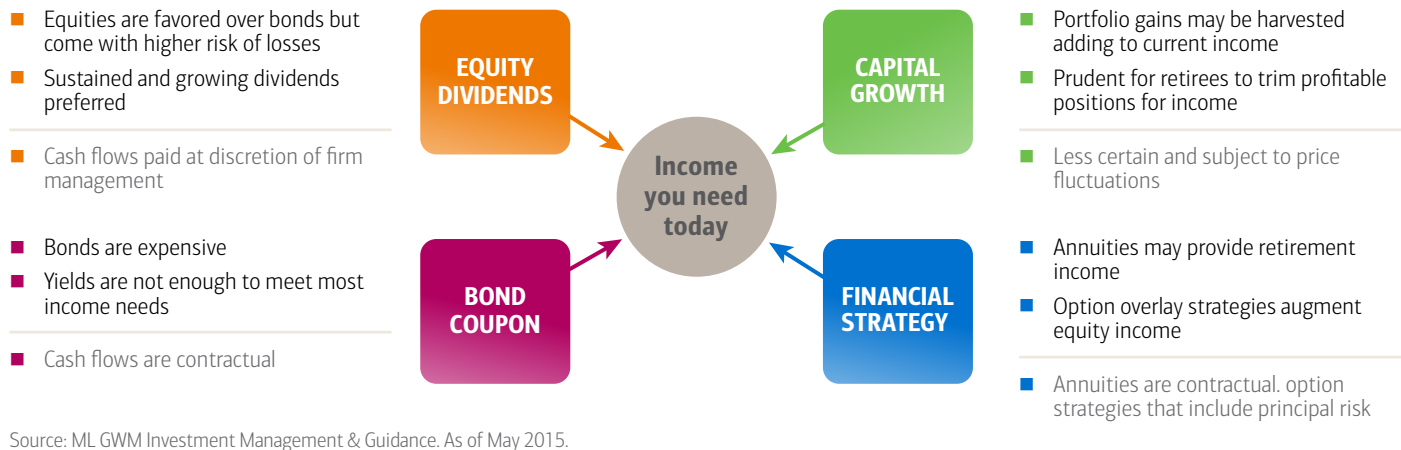 Equities are favored over bonds but
come with higher risk of losses
Sustained and growing dividends
preferred
Cash flows paid at discretion of firm
management
EQUITY
DIVIDENDS
CAPITAL
GROWTH
Portfolio gains may be harvested
adding to current income
Prudent for retirees to trim profitable
positions for income
Less certain and subject to price
fluctuations
Income
you need
today
Bonds are expensive
Yields are not enough to meet most
income needs
Cash flows are contractual
BOND
COUPON
FINANCIAL
STRATEGY
Annuities may provide retirement
income
Option overlay strategies augment
equity income
Annuities are contractual. option
strategies that include principal risk
Source: ML GWM Investment Management & Guidance. As of May 2015.